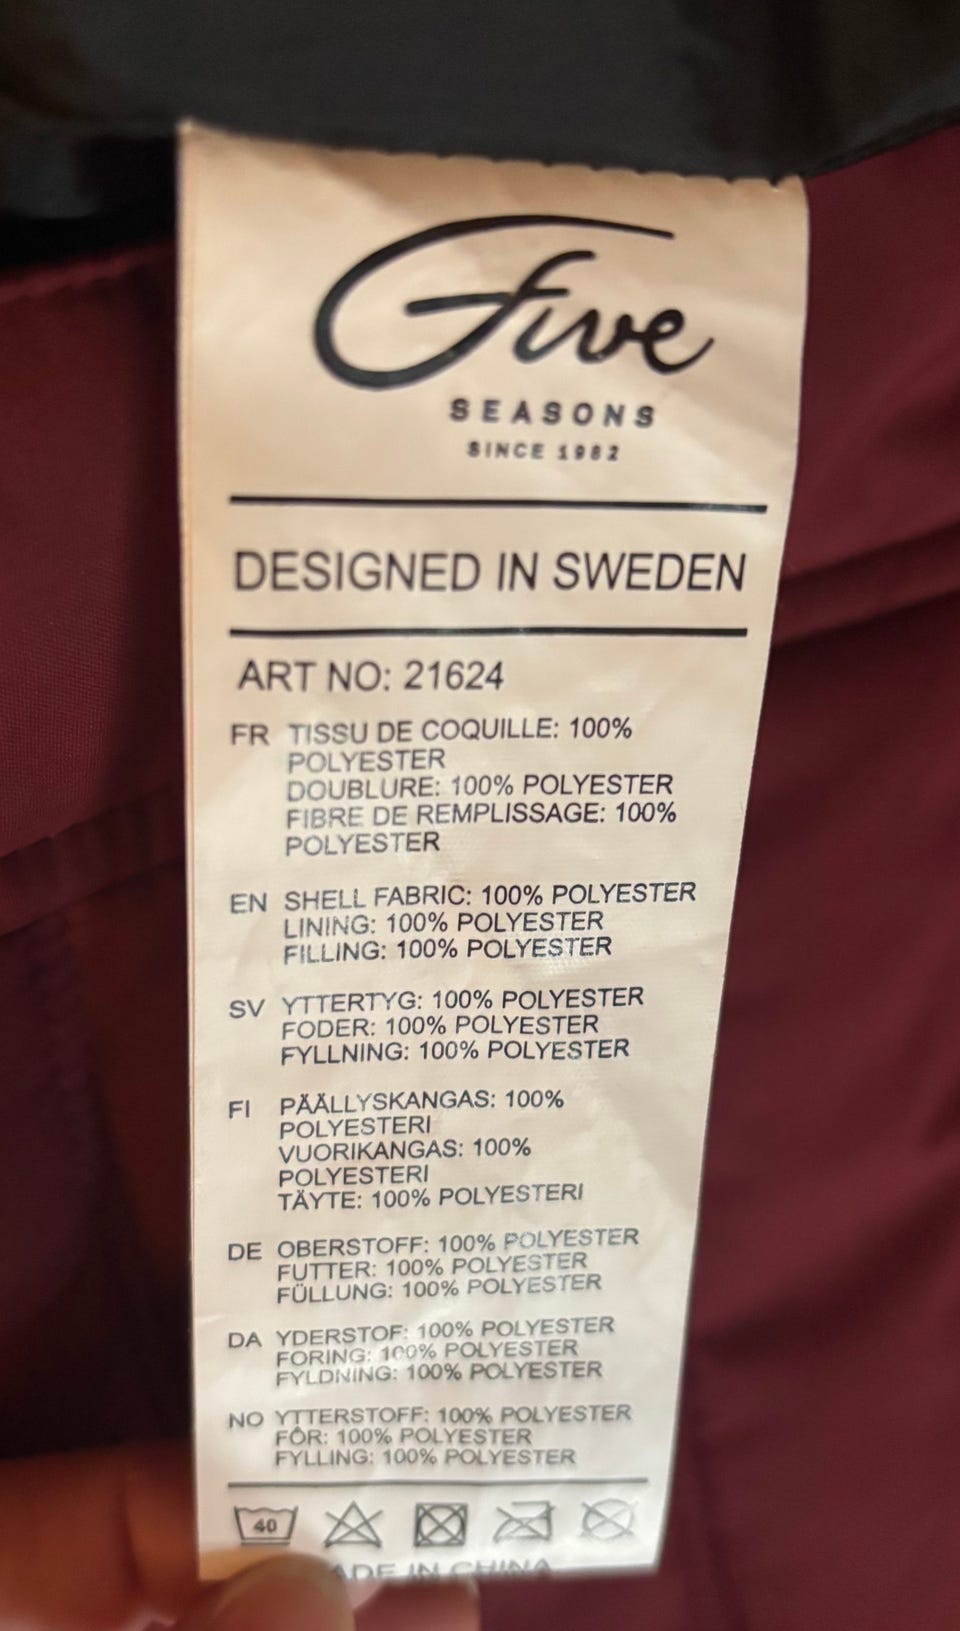 Five
SEASONS
SINCE 1982
DESIGNED IN SWEDEN
ART NO: 21624
FR TISSU DE COQUILLE: 100%
POLYESTER
DOUBLURE: 100% POLYESTER
FIBRE DE REMPLISSAGE: 100%
POLYESTER
EN SHELL FABRIC: 100% POLYESTER
LINING: 100% POLYESTER
FILLING: 100% POLYESTER
SV YTTERTYG: 100% POLYESTER
FODER: 100% POLYESTER
FYLLNING: 100% POLYESTER
FI PÄÄLLYSKANGAS: 100%
POLYESTERI
VUORIKANGAS: 100%
POLYESTERI
TÄYTE: 100% POLYESTERI
DE OBERSTOFF: 100% POLYESTER
FUTTER: 100% POLYESTER
FÜLLUNG: 100% POLYESTER
DA YDERSTOF: 100% POLYESTER
FORING: 100% POLYESTER
FYLDNING: 100% POLYESTER
NO YTTERSTOFF: 100% POLYESTER
FÔR: 100% POLYESTER
FYLLING: 100% POLYESTER
40
ADE IN CHINA